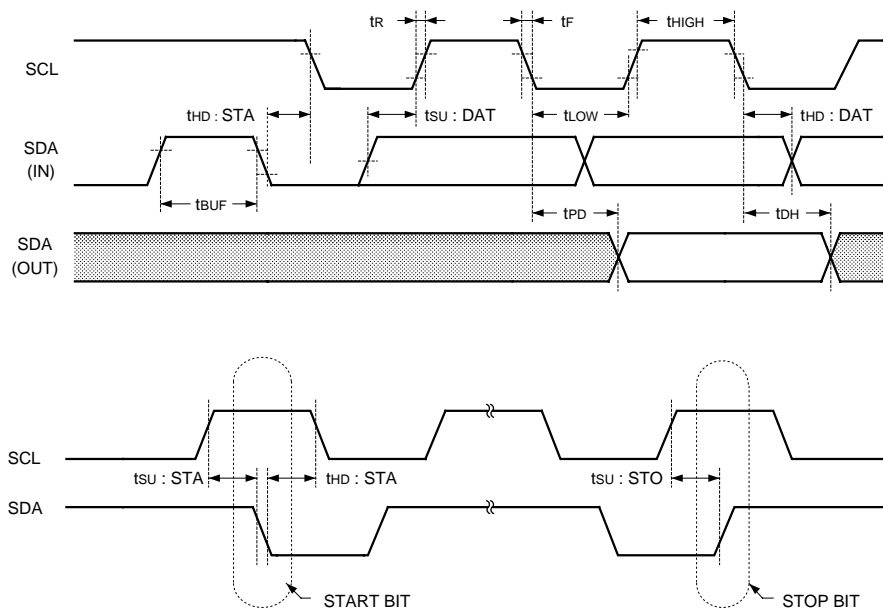 tR tF tHIGH
SCL
tHD : STA tSU : DAT tLOW tHD : DAT
SDA
(IN)
tBUF
tPD tDH
SDA
(OUT)
SCL
tSU : STA tHD : STA tSU : STO
SDA
START BIT STOP BIT